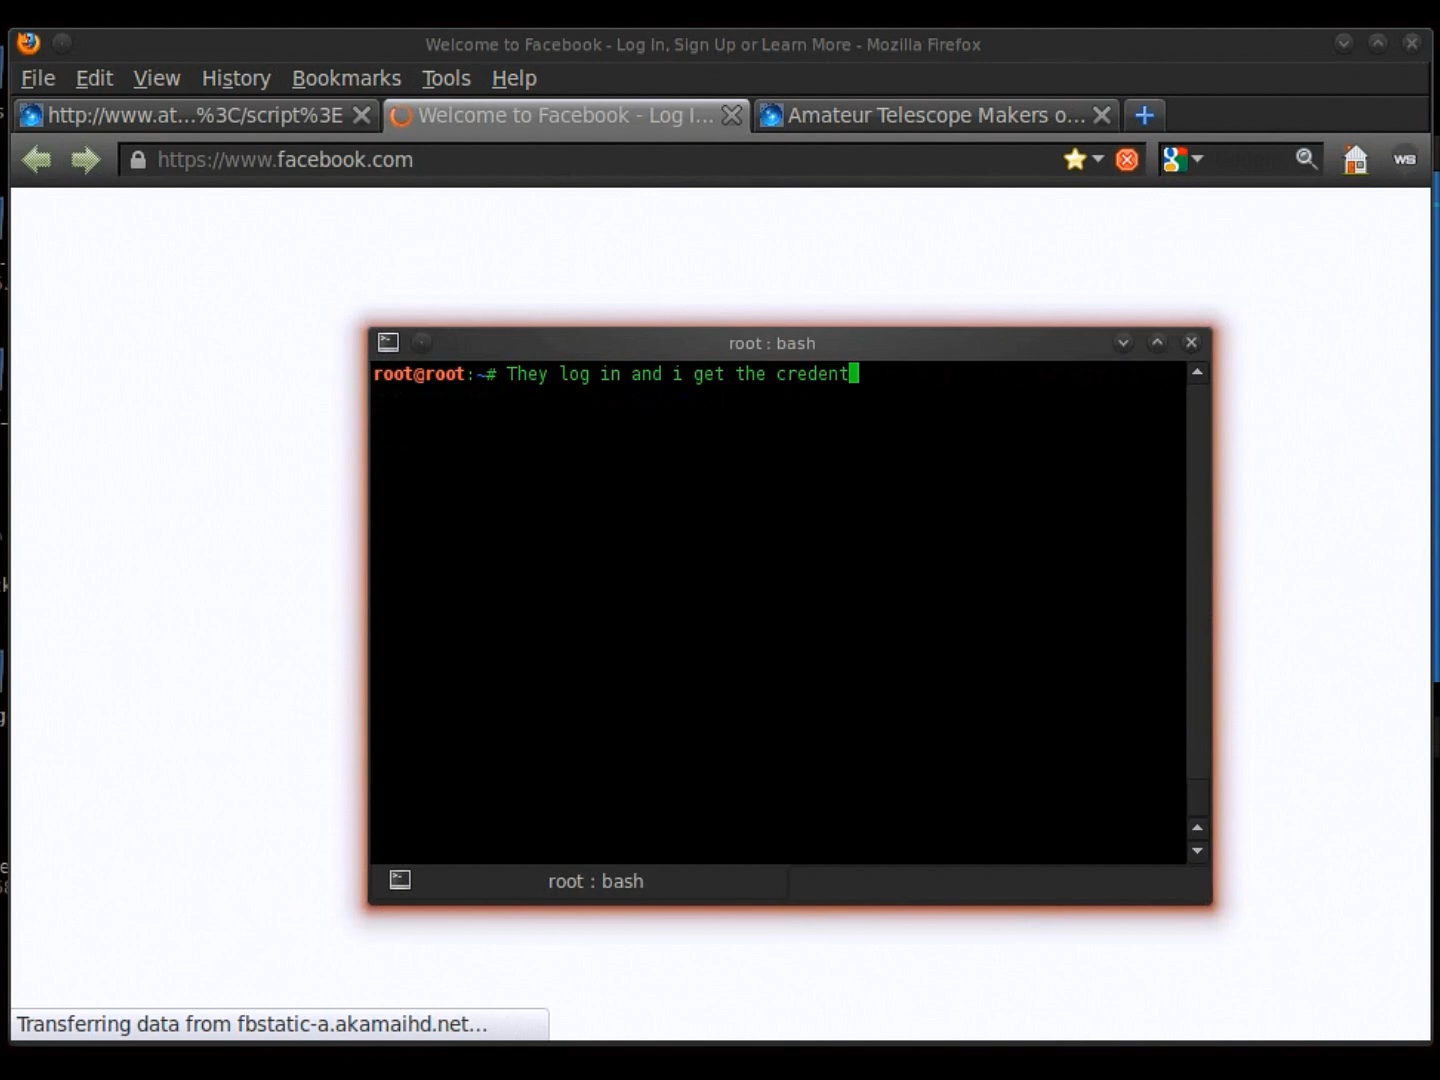 Welcome to Facebook - Log In, Sign Up or Learn More - Mozilla Firefox
File Edit View History Bookmarks Tools Help
http://www.at...%3C/script%3E Welcome to Facebook - Log I... Amateur Telescope Makers o...
https://www.facebook.com WS
root : bash
root@root:~# They log in and i get the credent
root : bash
Transferring data from fbstatic-a.akamaihd.net...